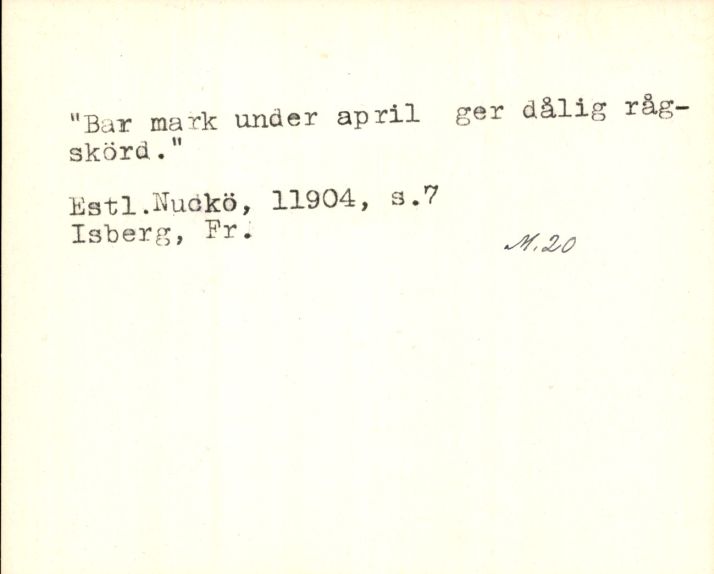 "Bar mark under april  ger dålig råg-
skörd."
Estl.Nuckö, 11904, s.7
Isberg, Fr.
M. 20